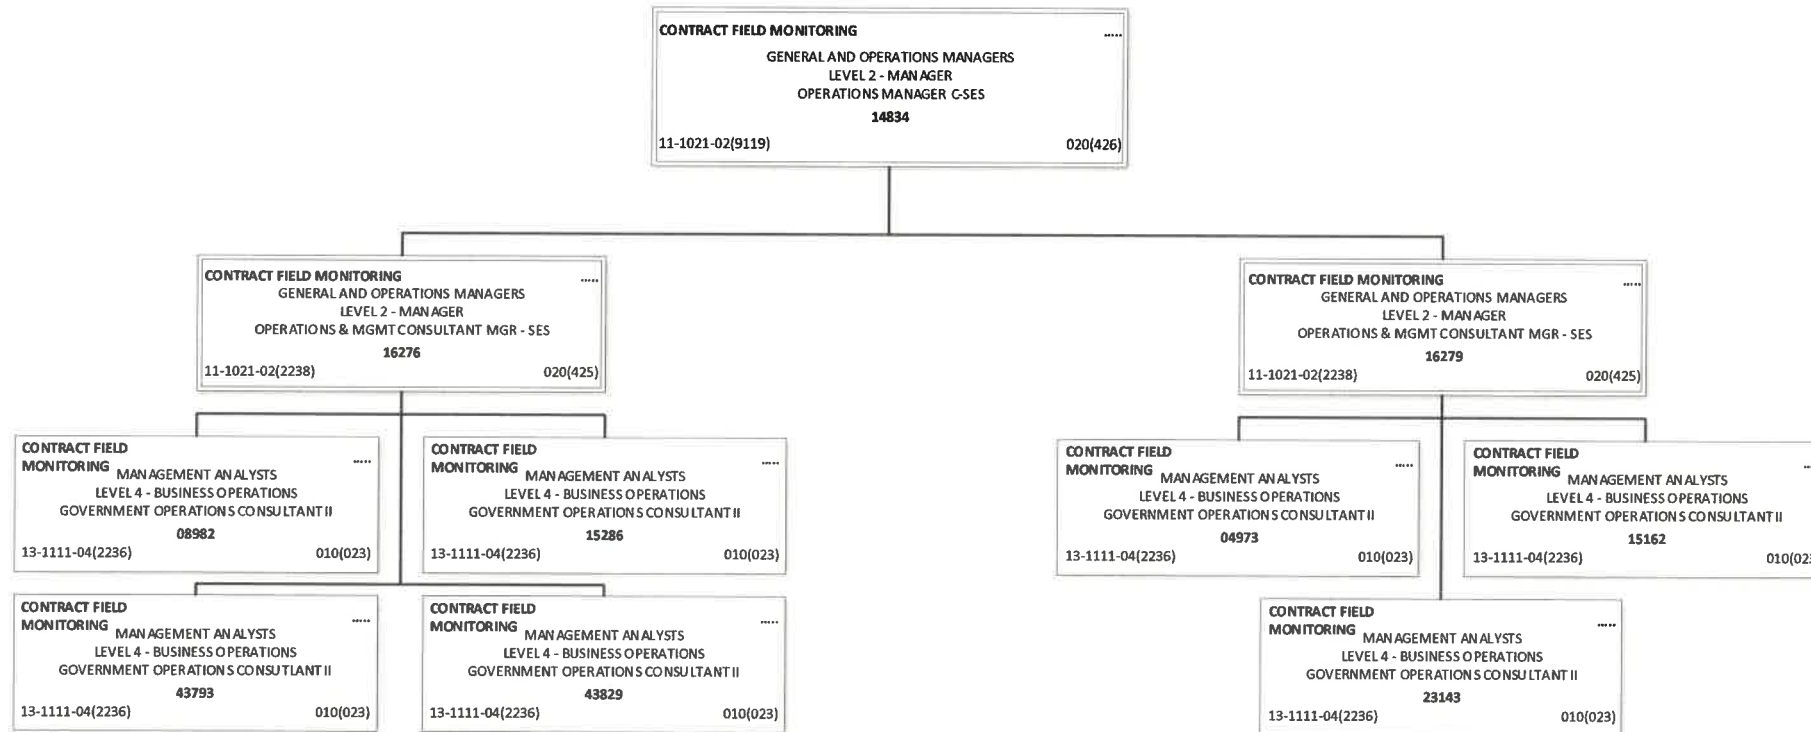 CONTRACT FIELD MONITORING .....
GENERAL AND OPERATIONS MANAGERS
LEVEL 2 - MANAGER
OPERATIONS MANAGER C-SES
14834
11-1021-02(9119) 020(426)
CONTRACT FIELD MONITORING .....
GENERAL AND OPERATIONS MANAGERS
LEVEL 2 - MANAGER
OPERATIONS & MGMT CONSULTANT MGR - SES
16276
11-1021-02(2238) 020(425)
CONTRACT FIELD MONITORING .....
GENERAL AND OPERATIONS MANAGERS
LEVEL 2 - MANAGER
OPERATIONS & MGMT CONSULTANT MGR - SES
16279
11-1021-02(2238) 020(425)
CONTRACT FIELD
MONITORING .....
MANAGEMENT ANALYSTS
LEVEL 4 - BUSINESS OPERATIONS
GOVERNMENT OPERATIONS CONSULTANT II
08982
13-1111-04(2236) 010(023)
CONTRACT FIELD
MONITORING .....
MANAGEMENT ANALYSTS
LEVEL 4 - BUSINESS OPERATIONS
GOVERNMENT OPERATIONS CONSULTANT II
15286
13-1111-04(2236) 010(023)
CONTRACT FIELD
MONITORING .....
MANAGEMENT ANALYSTS
LEVEL 4 - BUSINESS OPERATIONS
GOVERNMENT OPERATIONS CONSULTANT II
04973
13-1111-04(2236) 010(023)
CONTRACT FIELD
MONITORING ...
MANAGEMENT ANALYSTS
LEVEL 4 - BUSINESS OPERATIONS
GOVERNMENT OPERATIONS CONSULTANT II
15162
13-1111-04(2236) 010(023
CONTRACT FIELD
MONITORING .....
MANAGEMENT ANALYSTS
LEVEL 4 - BUSINESS OPERATIONS
GOVERNMENT OPERATIONS CONSUTLANT II
43793
13-1111-04(2236) 010(023)
CONTRACT FIELD
MONITORING .....
MANAGEMENT ANALYSTS
LEVEL 4 - BUSINESS OPERATIONS
GOVERNMENT OPERATIONS CONSULTANT II
43829
13-1111-04(2236) 010(023)
CONTRACT FIELD
MONITORING .....
MANAGEMENT ANALYSTS
LEVEL 4 - BUSINESS OPERATIONS
GOVERNMENT OPERATIONS CONSULTANT II
23143
13-1111-04(2236) 010(023)